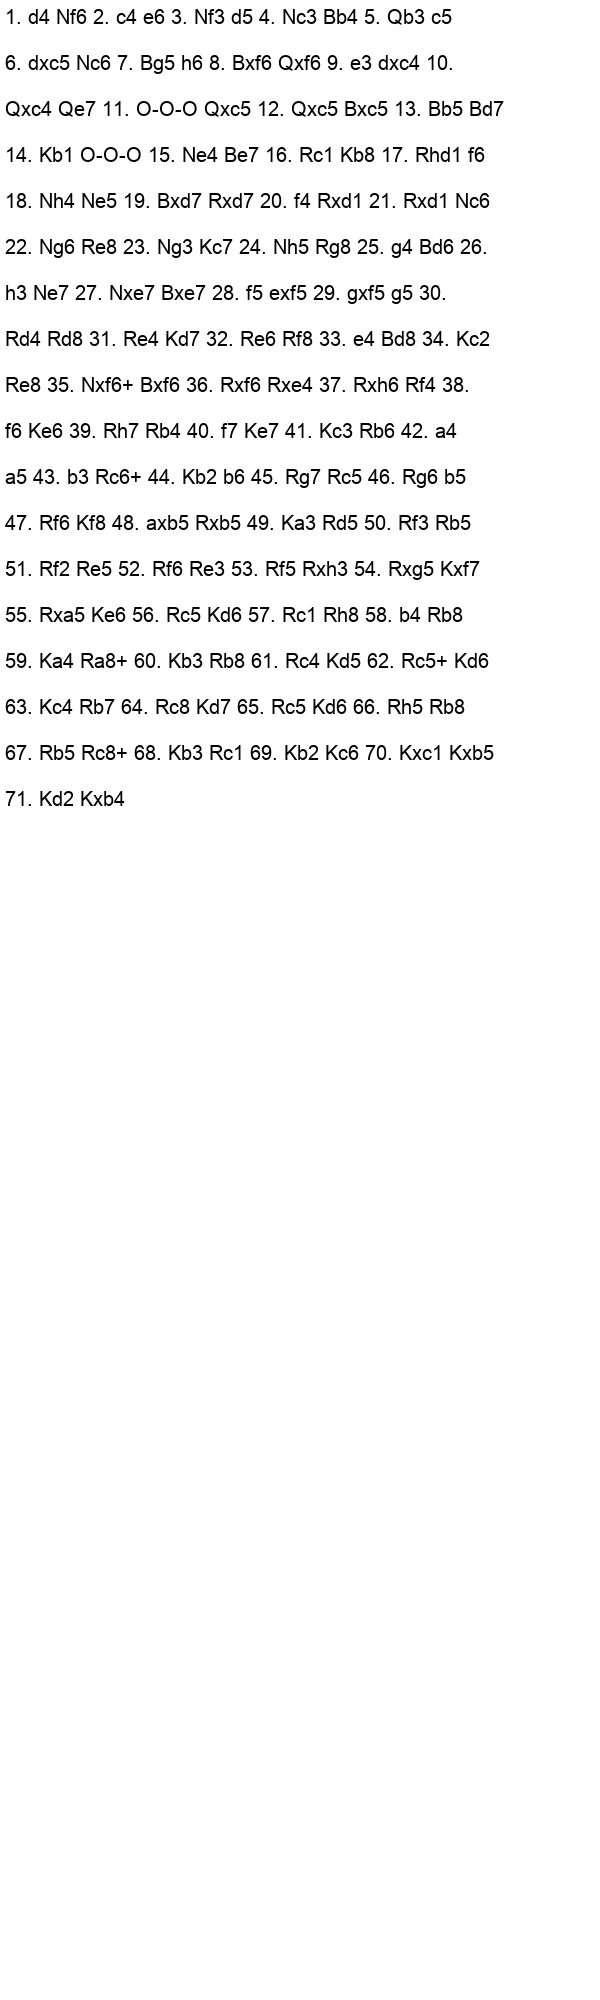 1. d4 Nf6 2. c4 e6 3. Nf3 d5 4. Nc3 Bb4 5. Qb3 c5
6. dxc5 Nc6 7. Bg5 h6 8. Bxf6 Qxf6 9. e3 dxc4 10.
Qxc4 Qe7 11. O-O-O Qxc5 12. Qxc5 Bxc5 13. Bb5 Bd7
14. Kb1 O-O-O 15. Ne4 Be7 16. Rc1 Kb8 17. Rhd1 f6
18. Nh4 Ne5 19. Bxd7 Rxd7 20. f4 Rxd1 21. Rxd1 Nc6
22. Ng6 Re8 23. Ng3 Kc7 24. Nh5 Rg8 25. g4 Bd6 26.
h3 Ne7 27. Nxe7 Bxe7 28. f5 exf5 29. gxf5 g5 30.
Rd4 Rd8 31. Re4 Kd7 32. Re6 Rf8 33. e4 Bd8 34. Kc2
Re8 35. Nxf6+ Bxf6 36. Rxf6 Rxe4 37. Rxh6 Rf4 38.
f6 Ke6 39. Rh7 Rb4 40. f7 Ke7 41. Kc3 Rb6 42. a4
a5 43. b3 Rc6+ 44. Kb2 b6 45. Rg7 Rc5 46. Rg6 b5
47. Rf6 Kf8 48. axb5 Rxb5 49. Ka3 Rd5 50. Rf3 Rb5
51. Rf2 Re5 52. Rf6 Re3 53. Rf5 Rxh3 54. Rxg5 Kxf7
55. Rxa5 Ke6 56. Rc5 Kd6 57. Rc1 Rh8 58. b4 Rb8
59. Ka4 Ra8+ 60. Kb3 Rb8 61. Rc4 Kd5 62. Rc5+ Kd6
63. Kc4 Rb7 64. Rc8 Kd7 65. Rc5 Kd6 66. Rh5 Rb8
67. Rb5 Rc8+ 68. Kb3 Rc1 69. Kb2 Kc6 70. Kxc1 Kxb5
71. Kd2 Kxb4